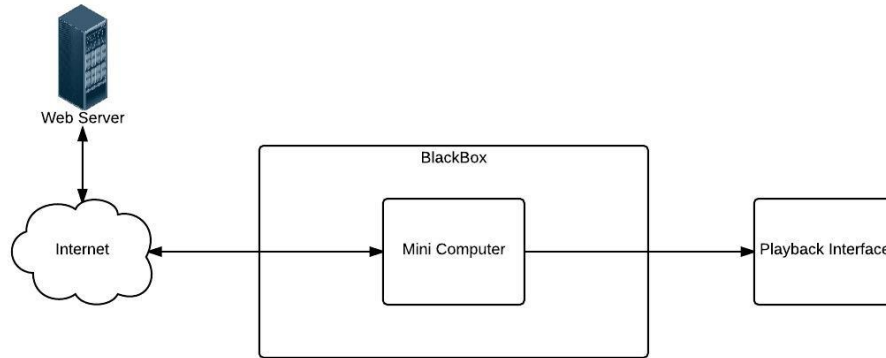 Web Server
BlackBox
Internet
Mini Computer
Playback Interface